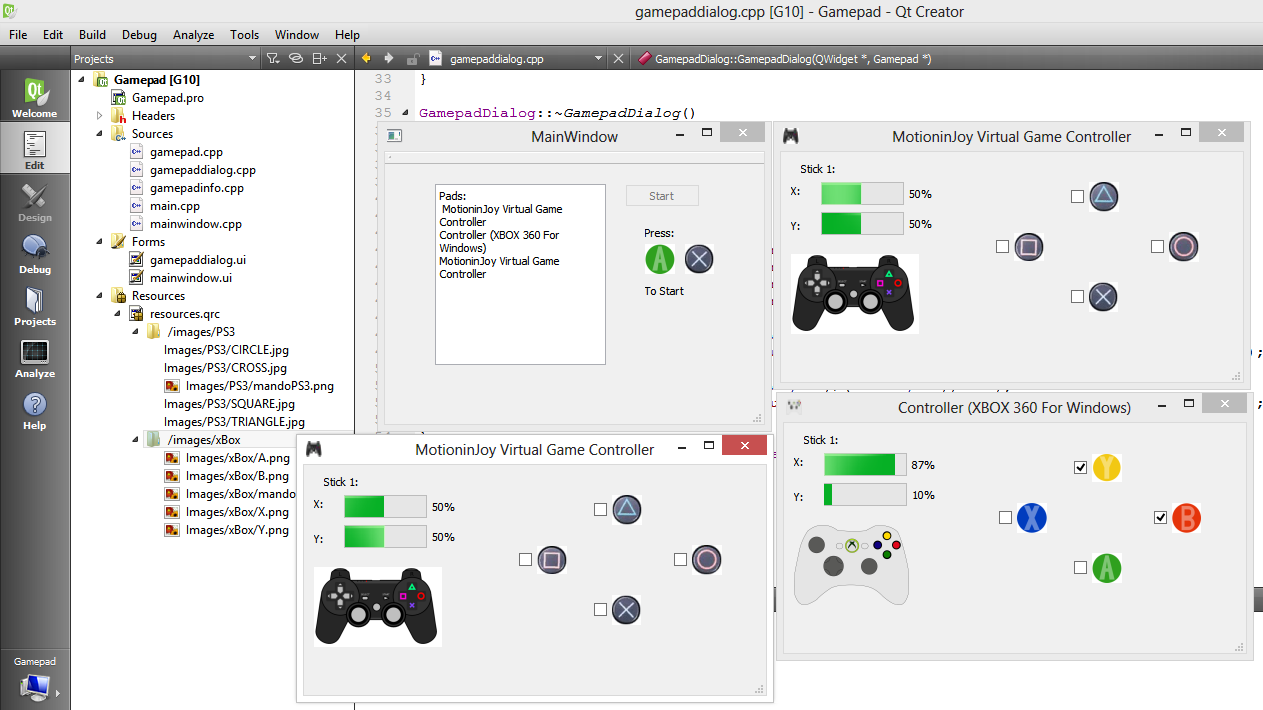 gamepaddialog.cpp [G10] - Gamepad - Qt Creator
File Edit Build Debug Analyze Tools Window Help
Projects
gamepaddialog.cpp
GamepadDialog::GamepadDialog(QWidget *, Gamepad *)
Welcome
Edit
Design
Debug
Projects
Analyze
Help
Gamepad
Gamepad [G10]
Gamepad.pro
Headers
Sources
gamepad.cpp
gamepaddialog.cpp
gamepadinfo.cpp
main.cpp
mainwindow.cpp
Forms
gamepaddialog.ui
mainwindow.ui
Resources
resources.qrc
/images/PS3
Images/PS3/CIRCLE.jpg
Images/PS3/CROSS.jpg
Images/PS3/mandoPS3.png
Images/PS3/SQUARE.jpg
Images/PS3/TRIANGLE.jpg
/images/xBox
Images/xBox/A.png
Images/xBox/B.png
Images/xBox/mando
Images/xBox/X.png
Images/xBox/Y.png
33 }
34
35 GamepadDialog::~GamepadDialog()
MainWindow
Pads:
MotioninJoy Virtual Game
Controller
Controller (XBOX 360 For
Windows)
MotioninJoy Virtual Game
Controller
Start
Press:
A
To Start
MotioninJoy Virtual Game Controller
Stick 1:
X: 50%
Y: 50%
Controller (XBOX 360 For Windows)
Stick 1:
X: 87%
Y: 10%
Y
X
B
A
MotioninJoy Virtual Game Controller
Stick 1:
X: 50%
Y: 50%